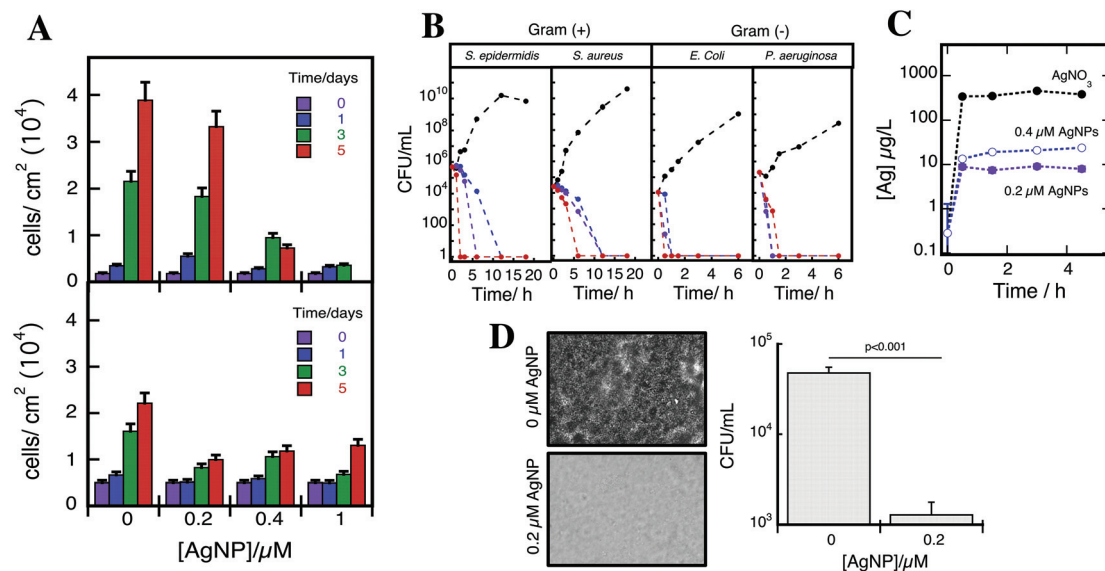 A
Time/days
0
1
3
5
4
3
2
1
0
cells/ cm² (10⁴)
Time/days
0
1
3
5
4
3
2
1
0
cells/ cm² (10⁴)
0 0.2 0.4 1
[AgNP]/µM
B
Gram (+) Gram (-)
S. epidermidis S. aureus E. Coli P. aeruginosa
CFU/mL
10¹⁰
10⁸
10⁶
10⁴
100
1
0 5 10 15 20 0 5 10 15 20 0 2 4 6 0 2 4 6
Time/ h Time/ h Time/ h Time/ h
C
[Ag] µg/L
1000
100
10
1
0.1
AgNO₃
0.4 µM AgNPs
0.2 µM AgNPs
0 2 4
Time / h
D
0 µM AgNP
0.2 µM AgNP
CFU/mL
10⁵
10⁴
10³
p<0.001
0 0.2
[AgNP]/µM